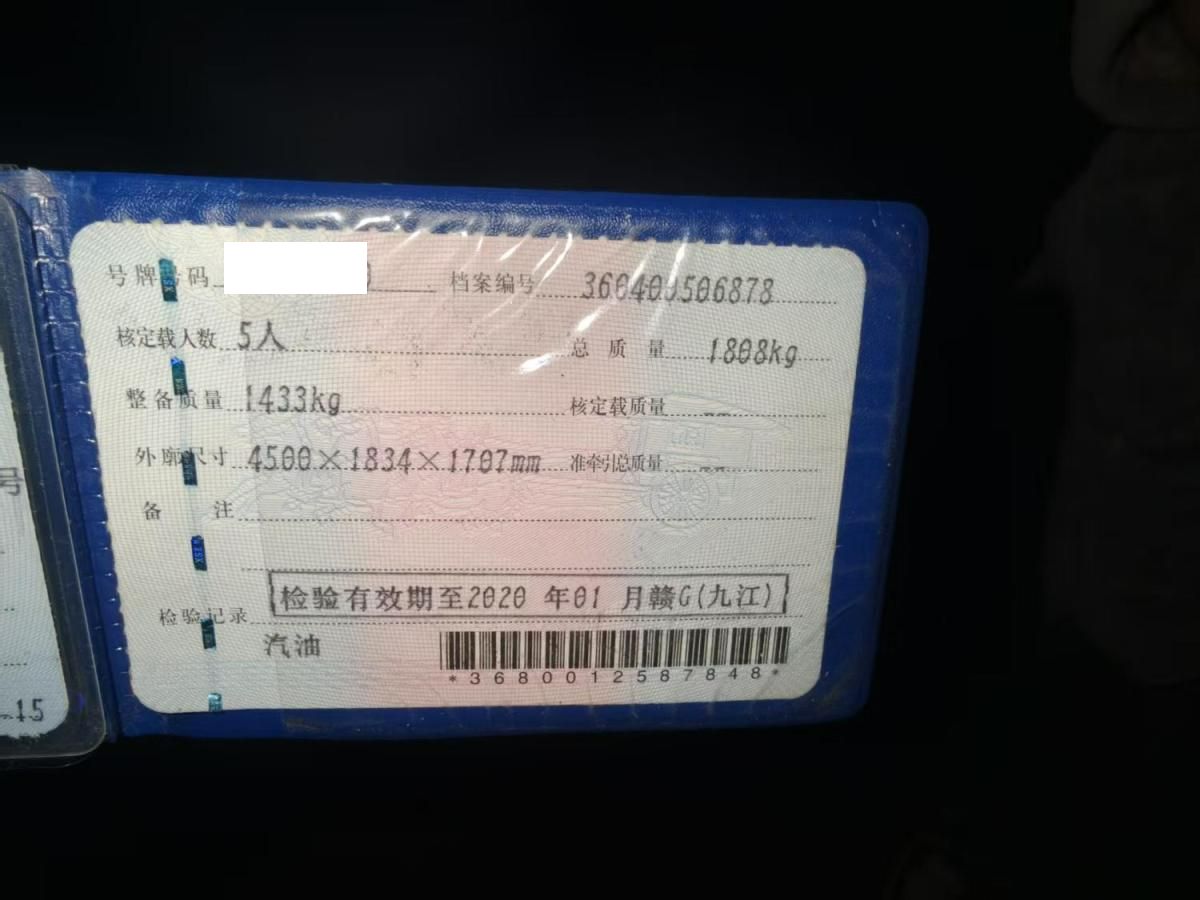 号牌号码 档案编号 360400506878
核定载人数 5人 总质量 1808kg
整备质量 1433kg 核定载质量 --
外廓尺寸 4500×1834×1707mm 准牵引总质量 --
备注
检验有效期至2020 年01 月赣G(九江)
检验记录
汽油
*3680012587848*
号
-15